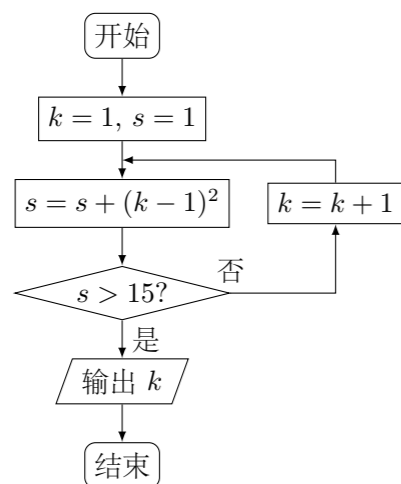 开始
k = 1, s = 1
s = s + (k − 1)²
k = k + 1
s > 15?
否
是
输出 k
结束